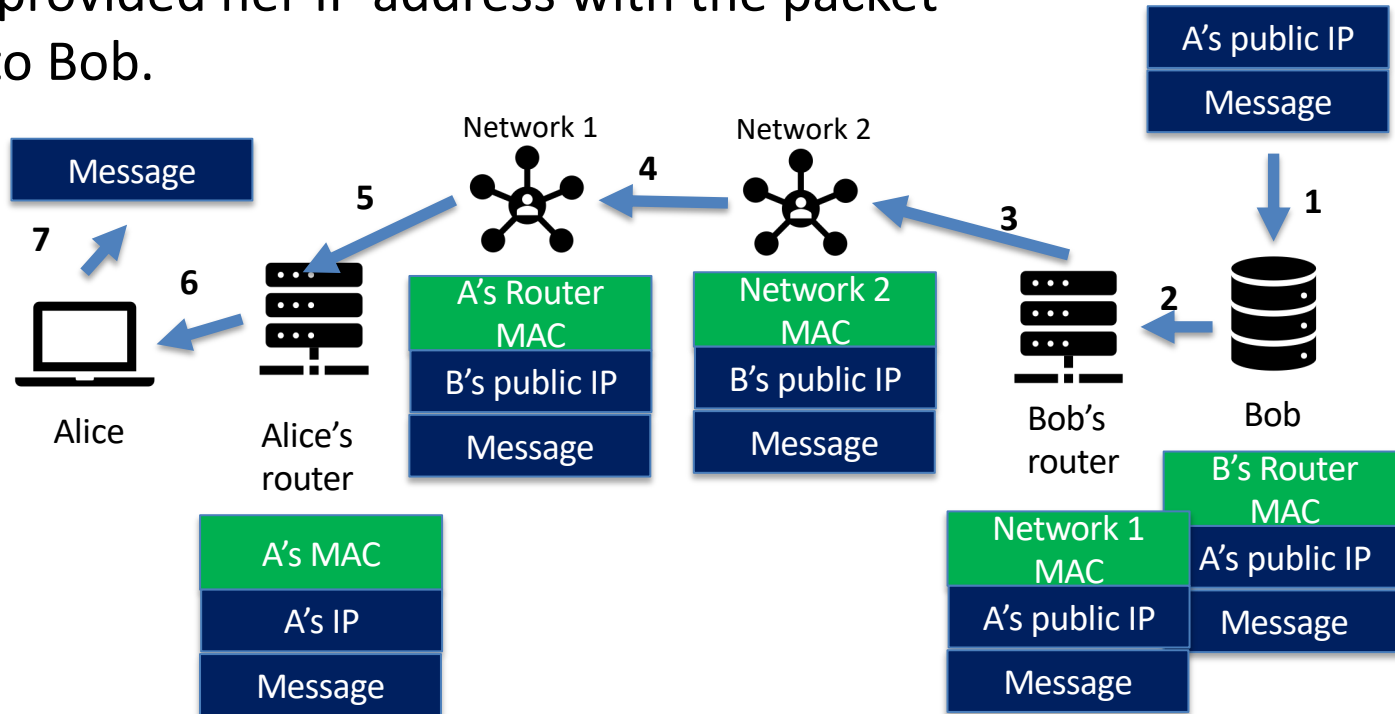 provided her IP address with the packet
to Bob.
A's public IP
Message
Network 1
Network 2
Message
5
4
3
1
7
6
2
A's Router
MAC
B's public IP
Message
Network 2
MAC
B's public IP
Message
Alice
Alice's
router
Bob's
router
Bob
A's MAC
A's IP
Message
Network 1
MAC
A's public IP
Message
B's Router
MAC
A's public IP
Message